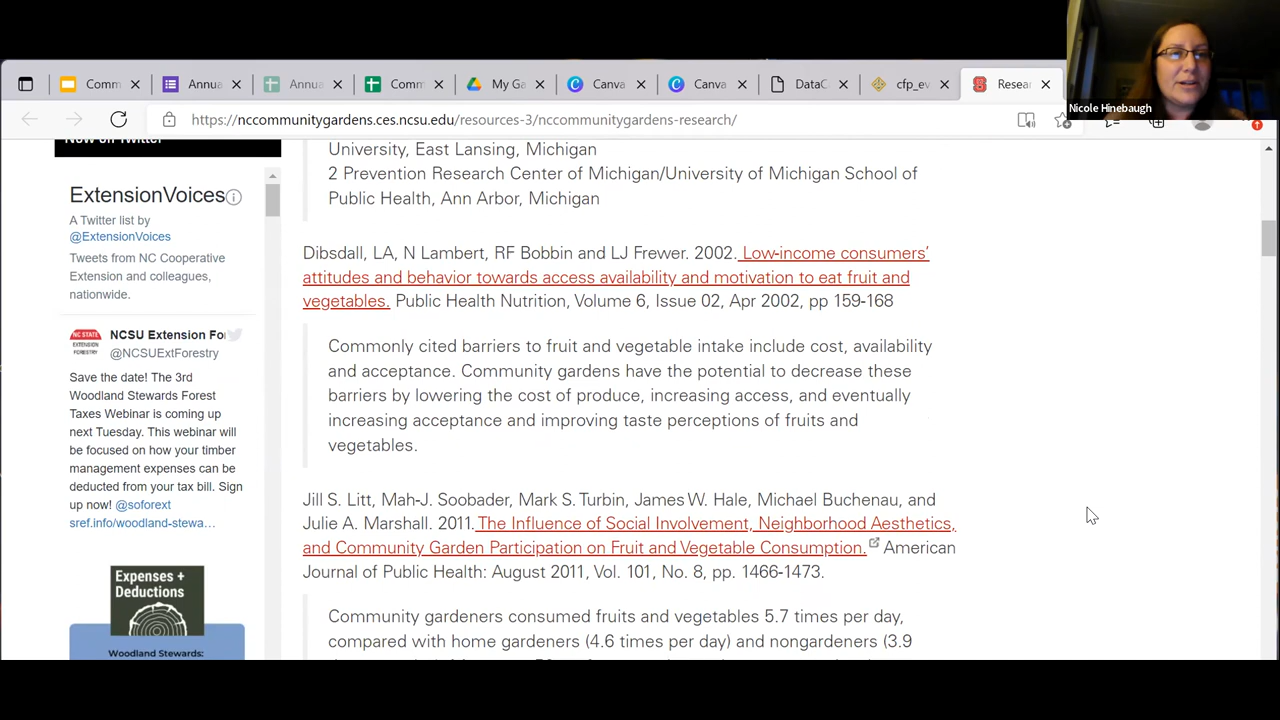 Comm
Annua
Annua
Comm
My Ga
Canva
Canva
DataC
cfp_ev
Resear
Nicole Hinebaugh
https://nccommunitygardens.ces.ncsu.edu/resources-3/nccommunitygardens-research/
ExtensionVoices
A Twitter list by
@ExtensionVoices
Tweets from NC Cooperative
Extension and colleagues,
nationwide.
NC STATE
EXTENSION
FORESTRY
NCSU Extension For
@NCSUExtForestry
Save the date! The 3rd
Woodland Stewards Forest
Taxes Webinar is coming up
next Tuesday. This webinar will
be focused on how your timber
management expenses can be
deducted from your tax bill. Sign
up now! @soforext
sref.info/woodland-stewa…
Expenses +
Deductions
Woodland Stewards:
University, East Lansing, Michigan
2 Prevention Research Center of Michigan/University of Michigan School of
Public Health, Ann Arbor, Michigan
Dibsdall, LA, N Lambert, RF Bobbin and LJ Frewer. 2002. Low-income consumers’
attitudes and behavior towards access availability and motivation to eat fruit and
vegetables. Public Health Nutrition, Volume 6, Issue 02, Apr 2002, pp 159-168
Commonly cited barriers to fruit and vegetable intake include cost, availability
and acceptance. Community gardens have the potential to decrease these
barriers by lowering the cost of produce, increasing access, and eventually
increasing acceptance and improving taste perceptions of fruits and
vegetables.
Jill S. Litt, Mah-J. Soobader, Mark S. Turbin, James W. Hale, Michael Buchenau, and
Julie A. Marshall. 2011. The Influence of Social Involvement, Neighborhood Aesthetics,
and Community Garden Participation on Fruit and Vegetable Consumption. American
Journal of Public Health: August 2011, Vol. 101, No. 8, pp. 1466-1473.
Community gardeners consumed fruits and vegetables 5.7 times per day,
compared with home gardeners (4.6 times per day) and nongardeners (3.9